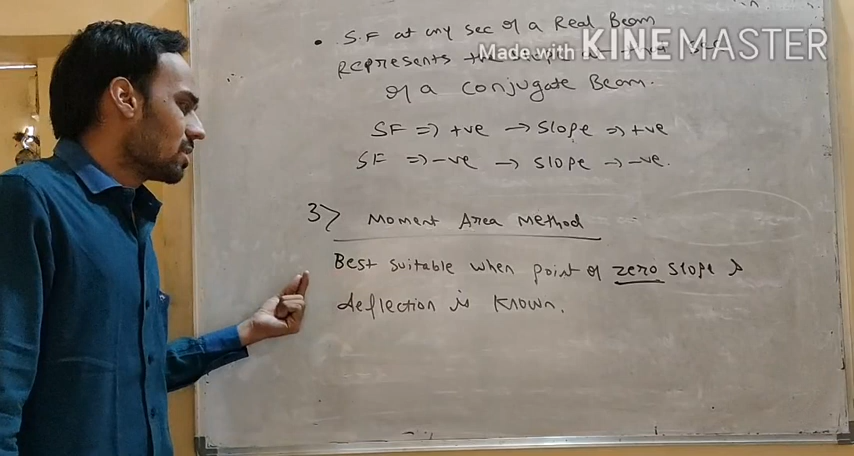 • S.F at any sec of a Real Beam
Made with KINEMASTER
Represents the
of a conjugate Beam.
SF => +ve → slope => +ve
SF => -ve → slope → -ve.
3> Moment Area Method
Best suitable when point of zero slope &
deflection is known.